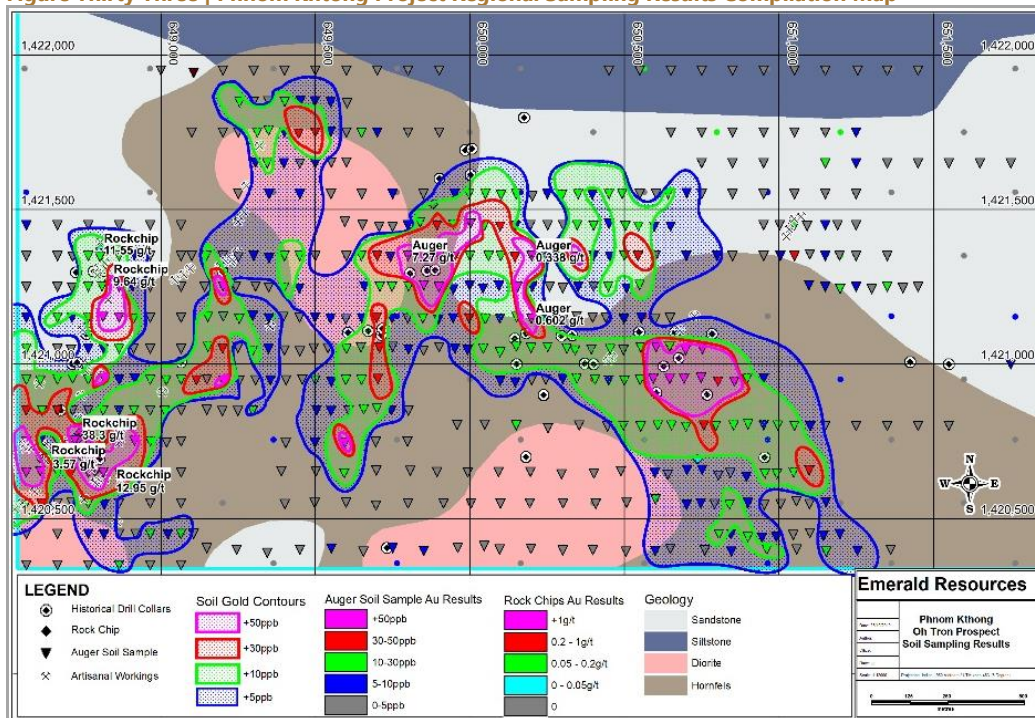 Figure Thirty Three | Phnom Kthong Project Regional Sampling Results Compilation Map
649,000
649,500
650,000
650,500
651,000
651,500
1,422,000
1,422,000
1,421,500
1,421,500
Rockchip
11.55 g/t
Rockchip
9.64 g/t
Auger
7.27 g/t
Auger
0.338 g/t
Auger
0.602 g/t
1,421,000
1,421,000
Rockchip
38.3 g/t
Rockchip
3.57 g/t
Rockchip
12.95 g/t
1,420,500
1,420,500
N
W E
S
LEGEND
Historical Drill Collars
Rock Chip
Auger Soil Sample
Artisanal Workings
Soil Gold Contours
+50ppb
+30ppb
+10ppb
+5ppb
Auger Soil Sample Au Results
+50ppb
30-50ppb
10-30ppb
5-10ppb
0-5ppb
Rock Chips Au Results
+1g/t
0.2 - 1g/t
0.05 - 0.2g/t
0 - 0.05g/t
0
Geology
Sandstone
Siltstone
Diorite
Hornfels
Emerald Resources
Phnom Kthong
Oh Tron Prospect
Soil Sampling Results
metres